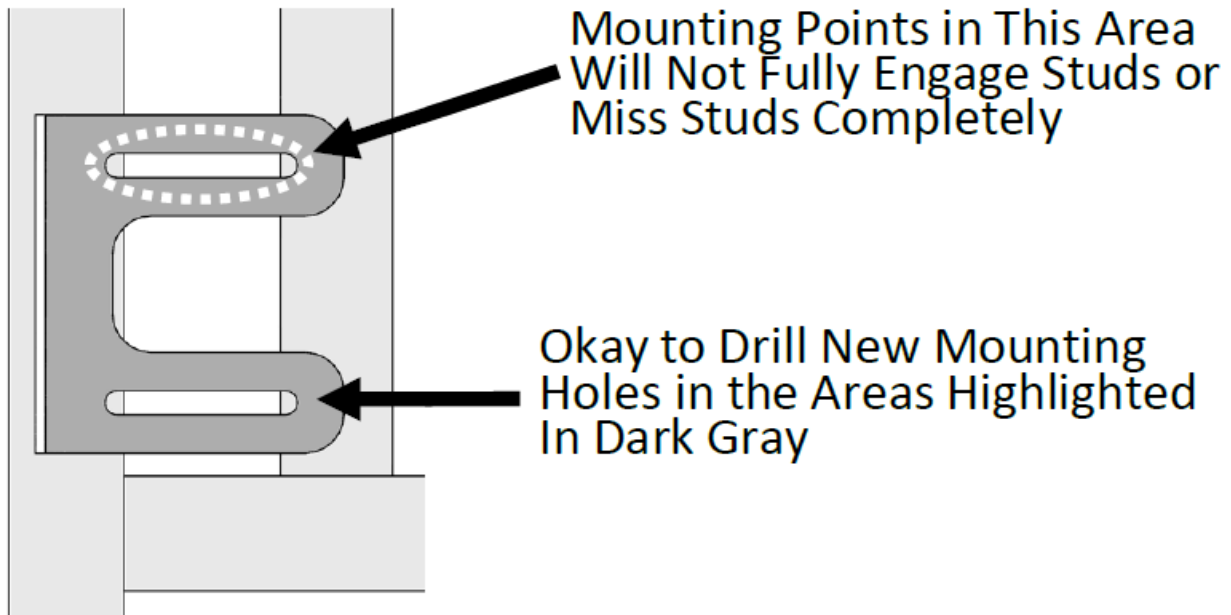 Mounting Points in This Area
Will Not Fully Engage Studs or
Miss Studs Completely
Okay to Drill New Mounting
Holes in the Areas Highlighted
In Dark Gray